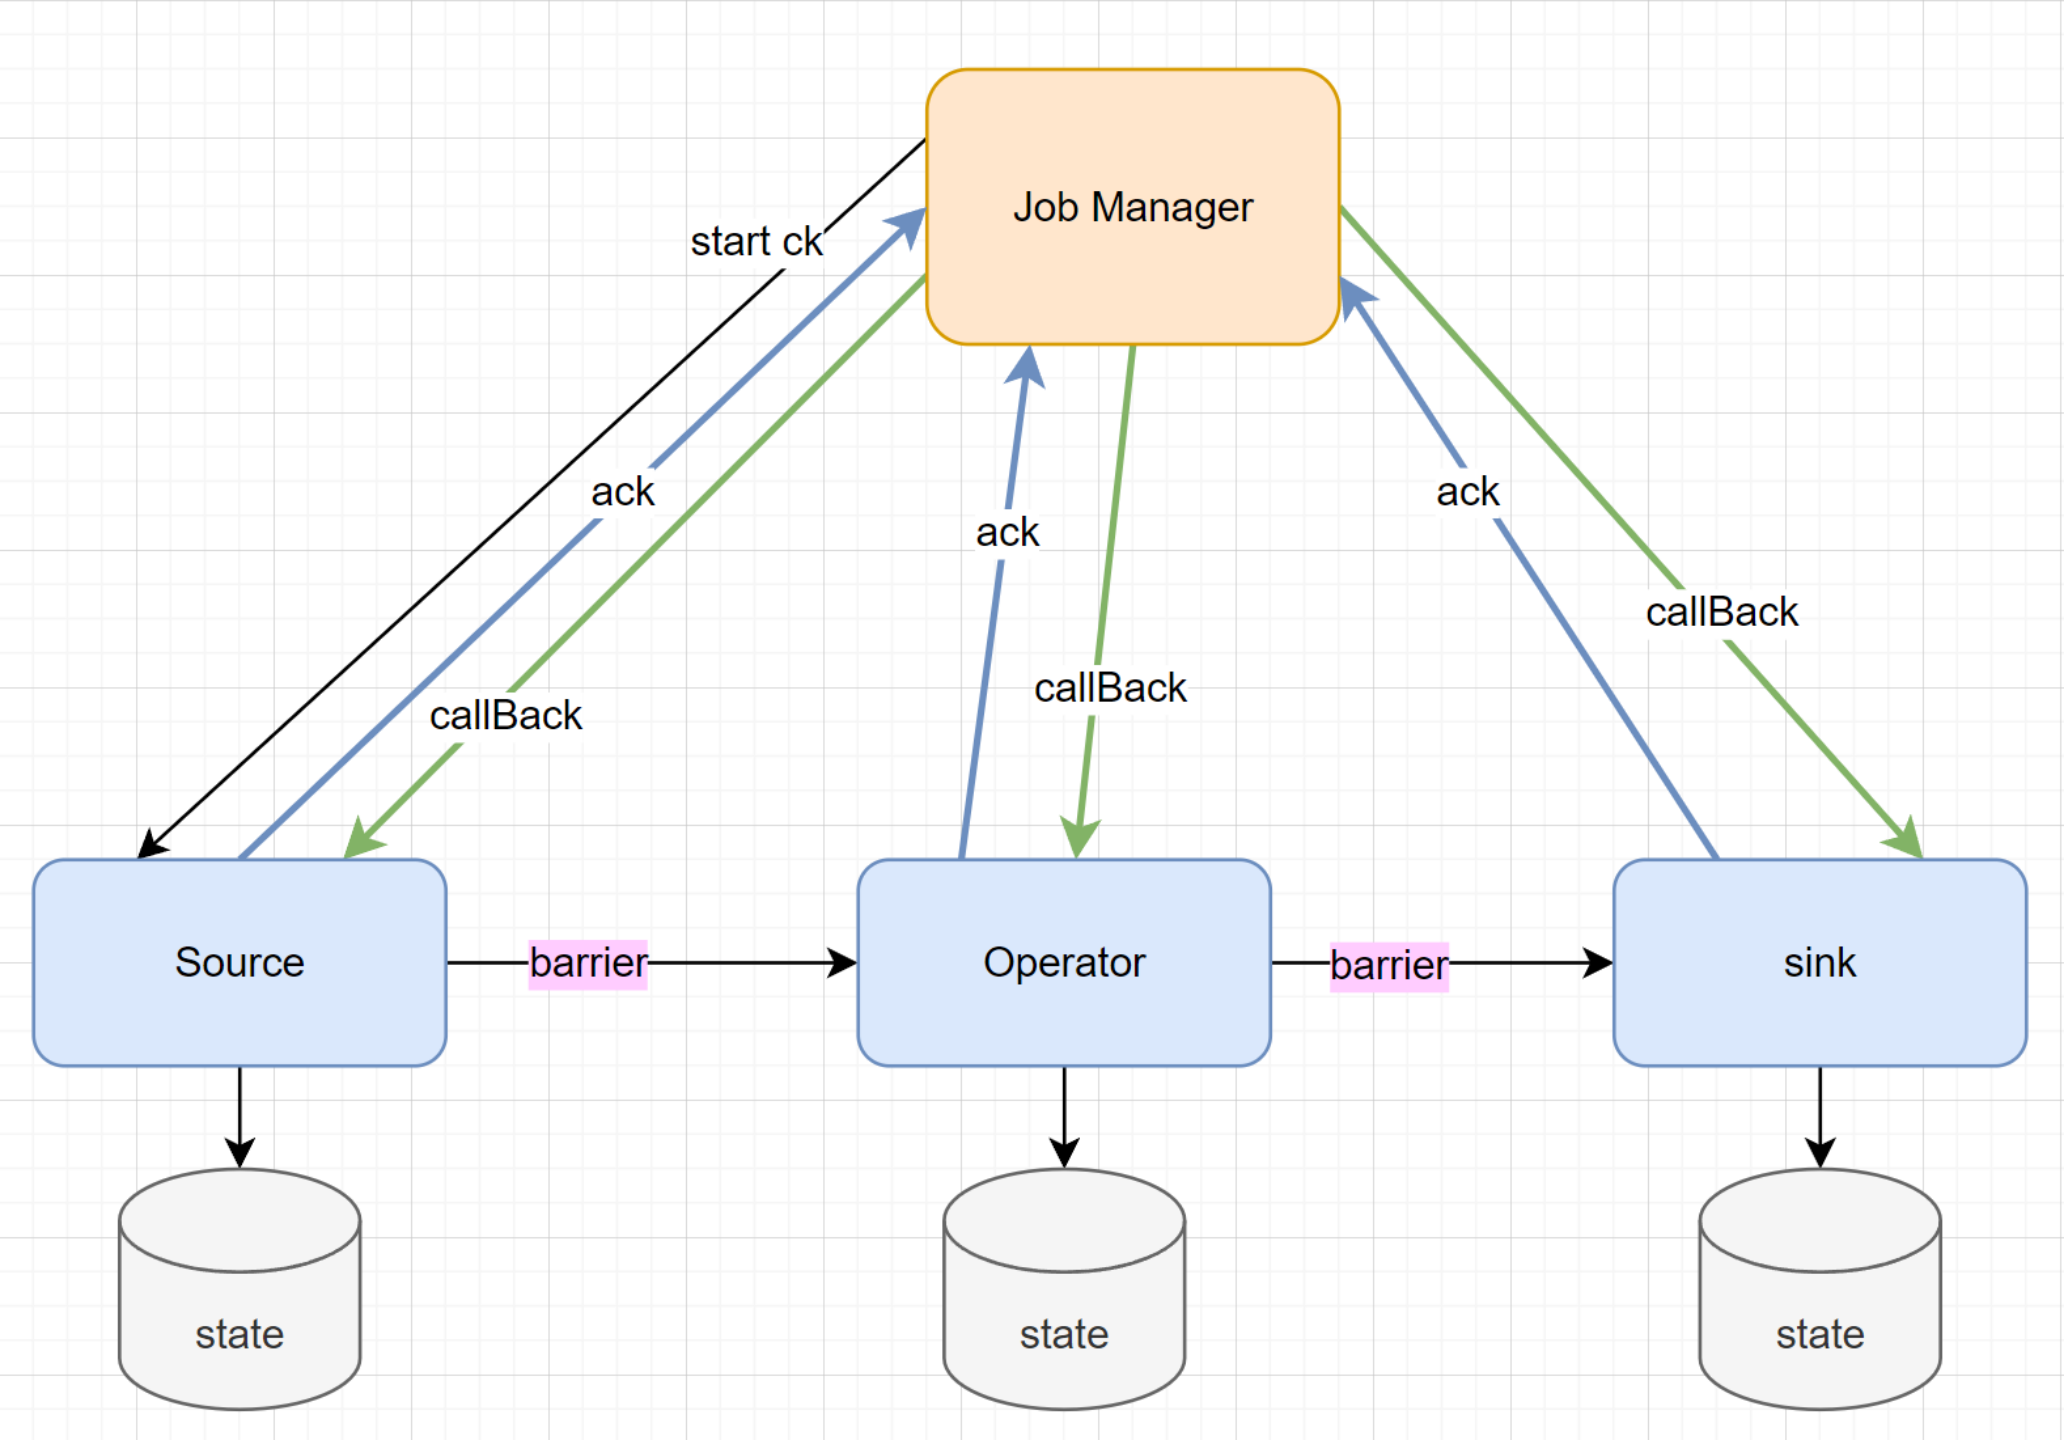 Job Manager
start ck
ack
ack
ack
callBack
callBack
callBack
Source
barrier
Operator
barrier
sink
state
state
state